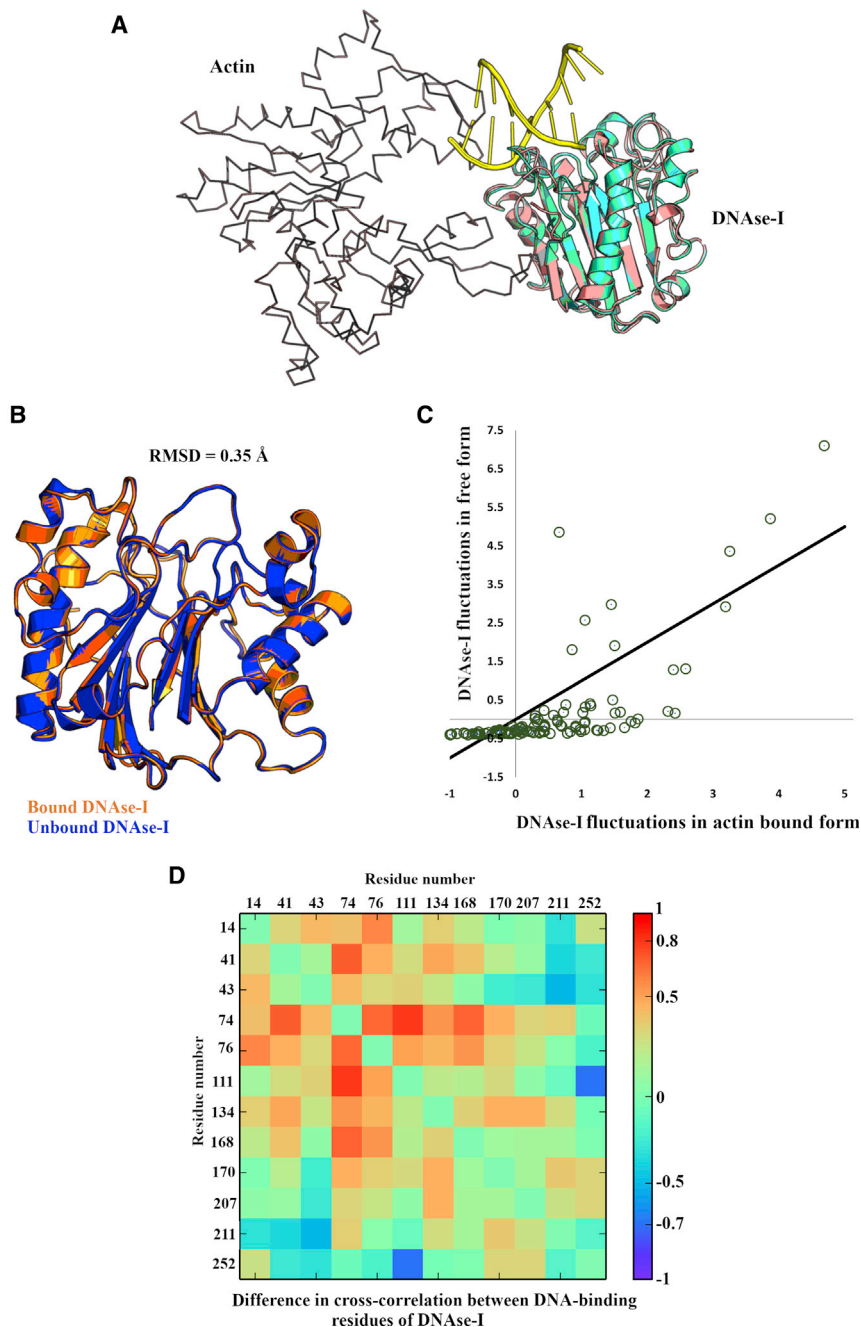 A
Actin
DNAse-I
B
RMSD = 0.35 Å
Bound DNAse-I
Unbound DNAse-I
C
DNAse-I fluctuations in free form
7.5
6.5
5.5
4.5
3.5
2.5
1.5
0.5
-0.5
-1.5
-1 0 1 2 3 4 5
DNAse-I fluctuations in actin bound form
D
Residue number
14 41 43 74 76 111 134 168 170 207 211 252
Residue number
14
41
43
74
76
111
134
168
170
207
211
252
1
0.8
0.5
0
-0.5
-0.7
-1
Difference in cross-correlation between DNA-binding
residues of DNAse-I